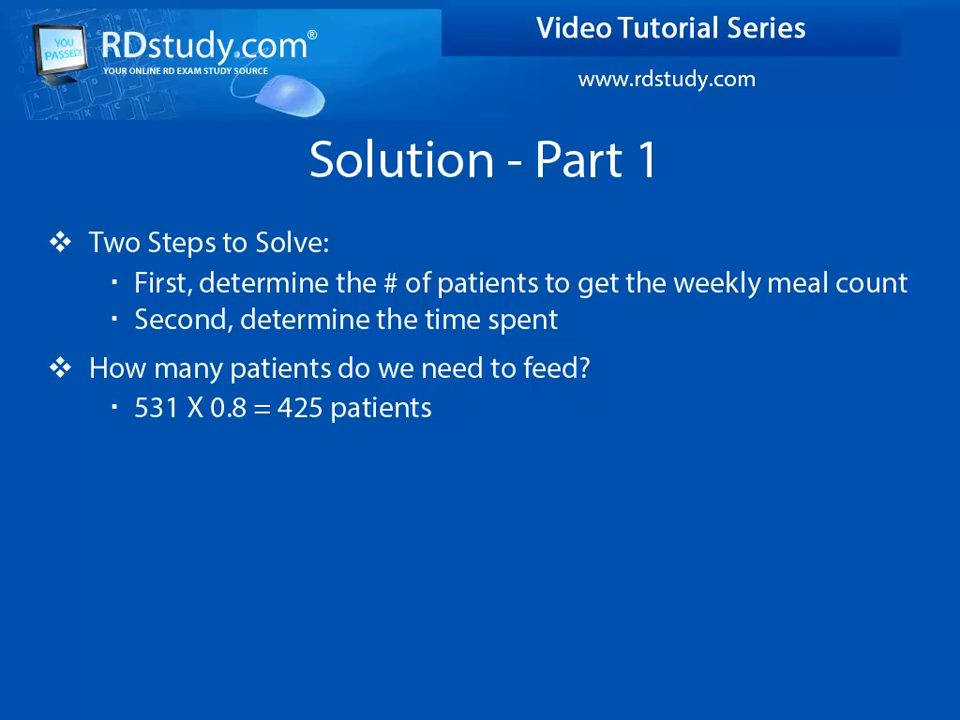 YOU
PASSED!
RDstudy.com®
YOUR ONLINE RD EXAM STUDY SOURCE
Video Tutorial Series
www.rdstudy.com
Solution - Part 1
❖ Two Steps to Solve:
▪ First, determine the # of patients to get the weekly meal count
▪ Second, determine the time spent
❖ How many patients do we need to feed?
▪ 531 X 0.8 = 425 patients